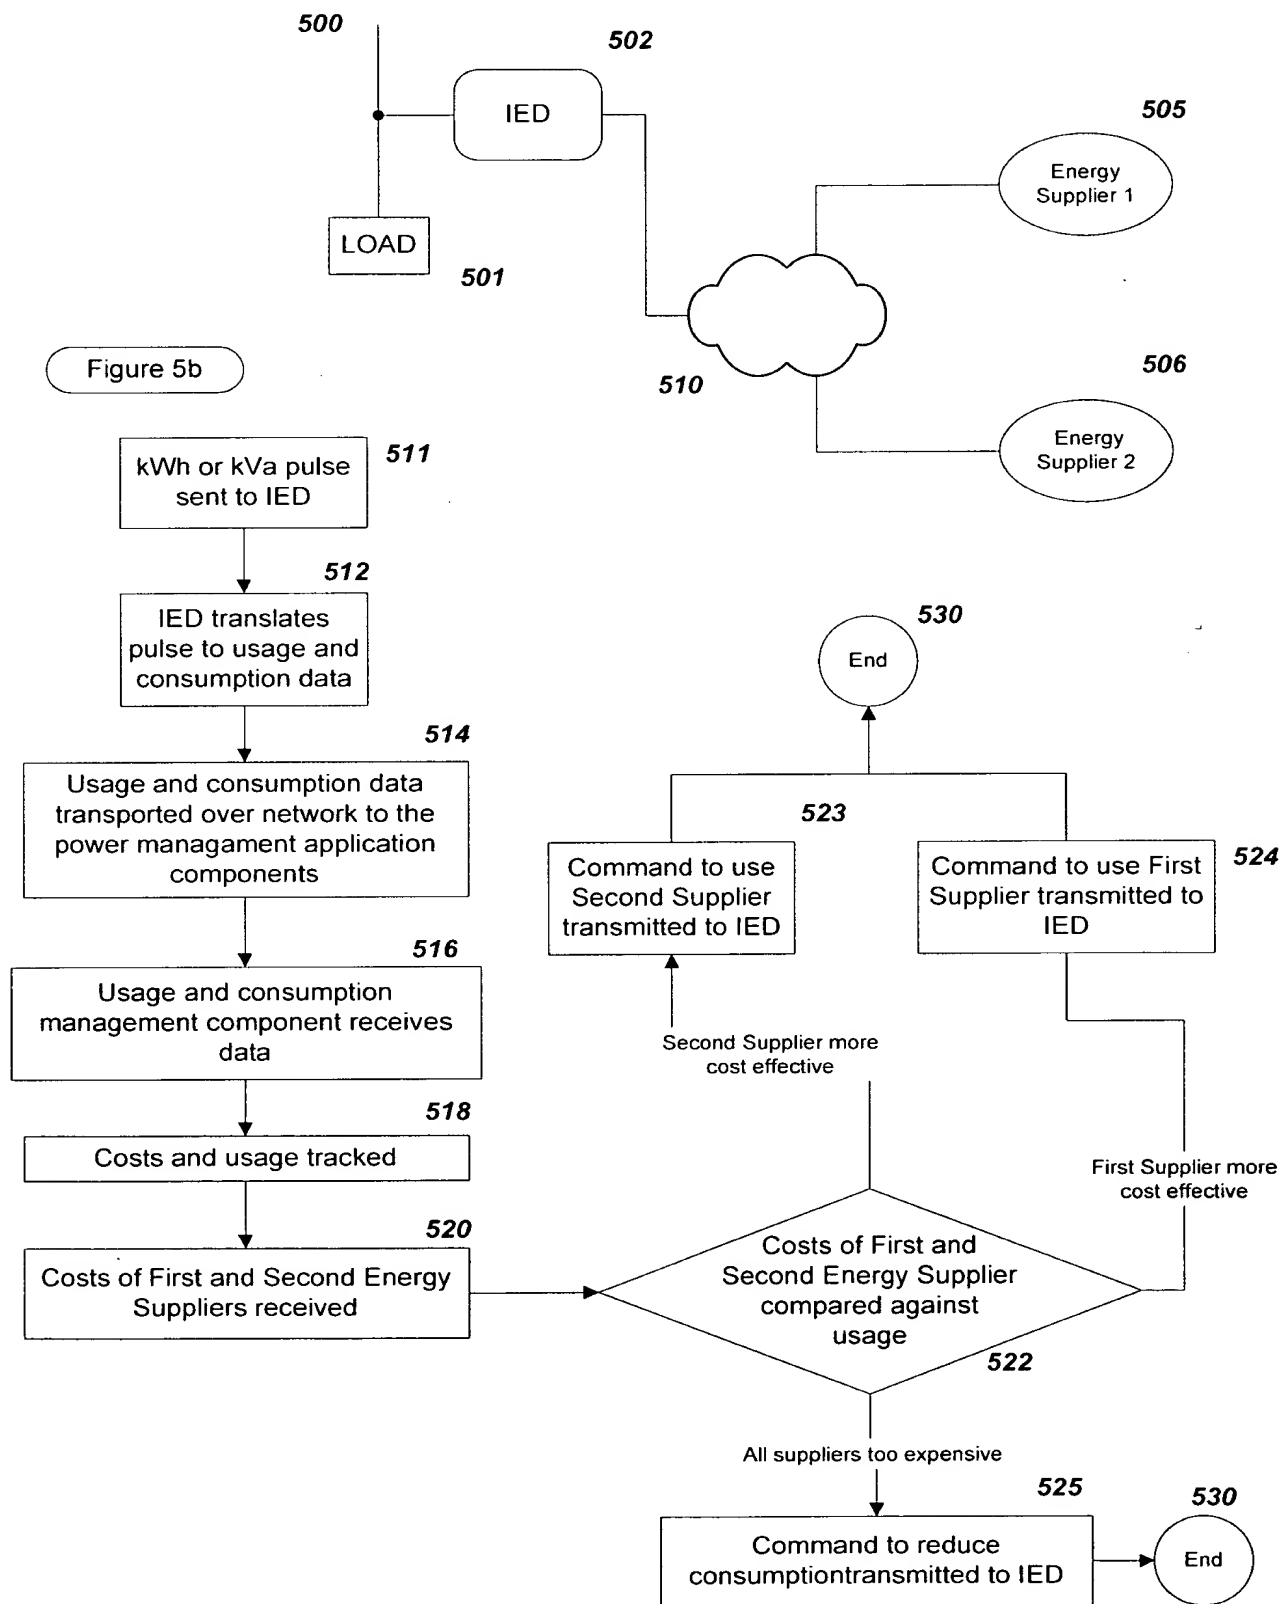 500
502
IED
505
Energy
Supplier 1
LOAD
501
510
506
Energy
Supplier 2
Figure 5b
511
kWh or kVa pulse
sent to IED
512
IED translates
pulse to usage and
consumption data
514
Usage and consumption data
transported over network to the
power managament application
components
516
Usage and consumption
management component receives
data
518
Costs and usage tracked
520
Costs of First and Second Energy
Suppliers received
530
End
523
Command to use
Second Supplier
transmitted to IED
524
Command to use First
Supplier transmitted to
IED
Second Supplier more
cost effective
First Supplier more
cost effective
Costs of First and
Second Energy Supplier
compared against
usage
522
All suppliers too expensive
525
Command to reduce
consumptiontransmitted to IED
530
End